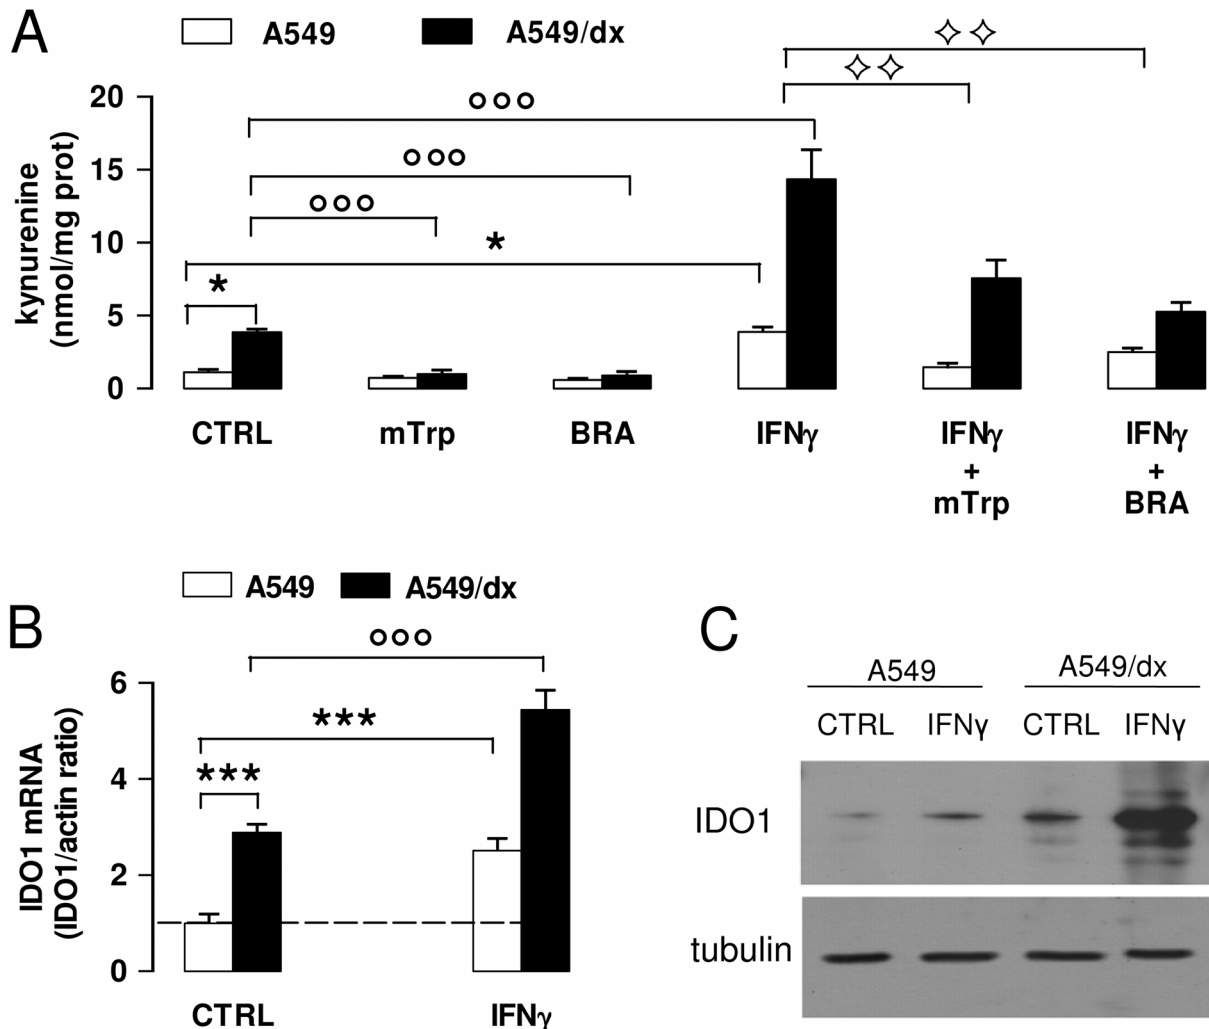 A
A549
A549/dx
kynurenine
(nmol/mg prot)
20
15
10
5
0
*
*
CTRL
mTrp
BRA
IFNγ
IFNγ
+
mTrp
IFNγ
+
BRA
B
A549
A549/dx
IDO1 mRNA
(IDO1/actin ratio)
6
4
2
0
***
***
CTRL
IFNγ
C
A549
A549/dx
CTRL
IFNγ
CTRL
IFNγ
IDO1
tubulin